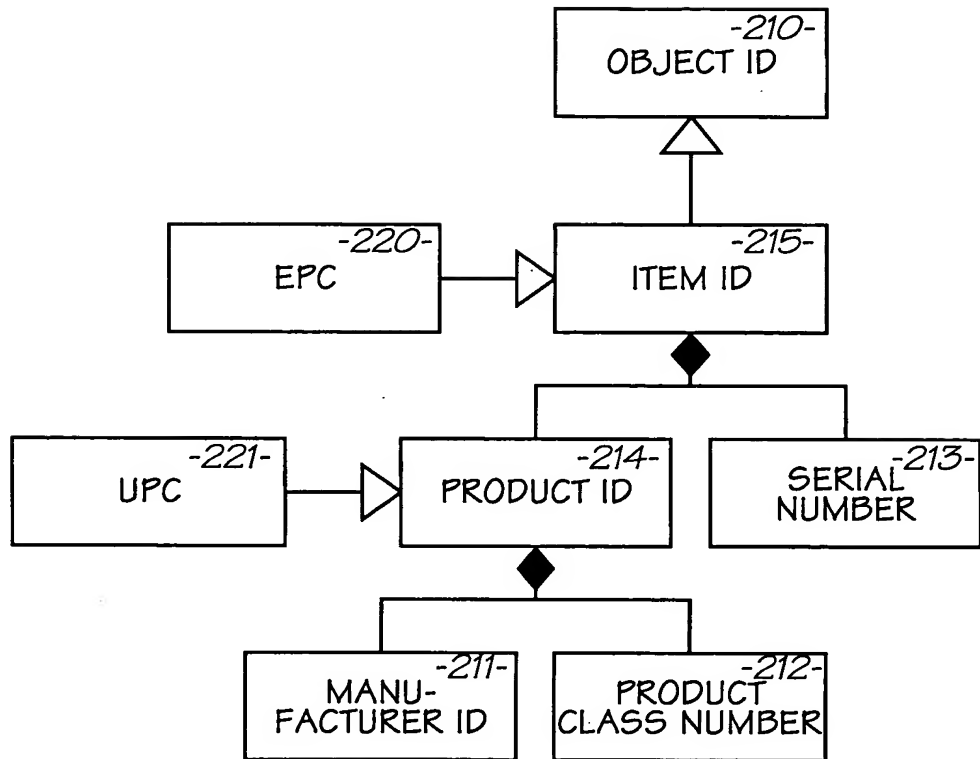 -210-
OBJECT ID
-220-
EPC
-215-
ITEM ID
-221-
UPC
-214-
PRODUCT ID
-213-
SERIAL
NUMBER
-211-
MANU-
FACTURER ID
-212-
PRODUCT
CLASS NUMBER